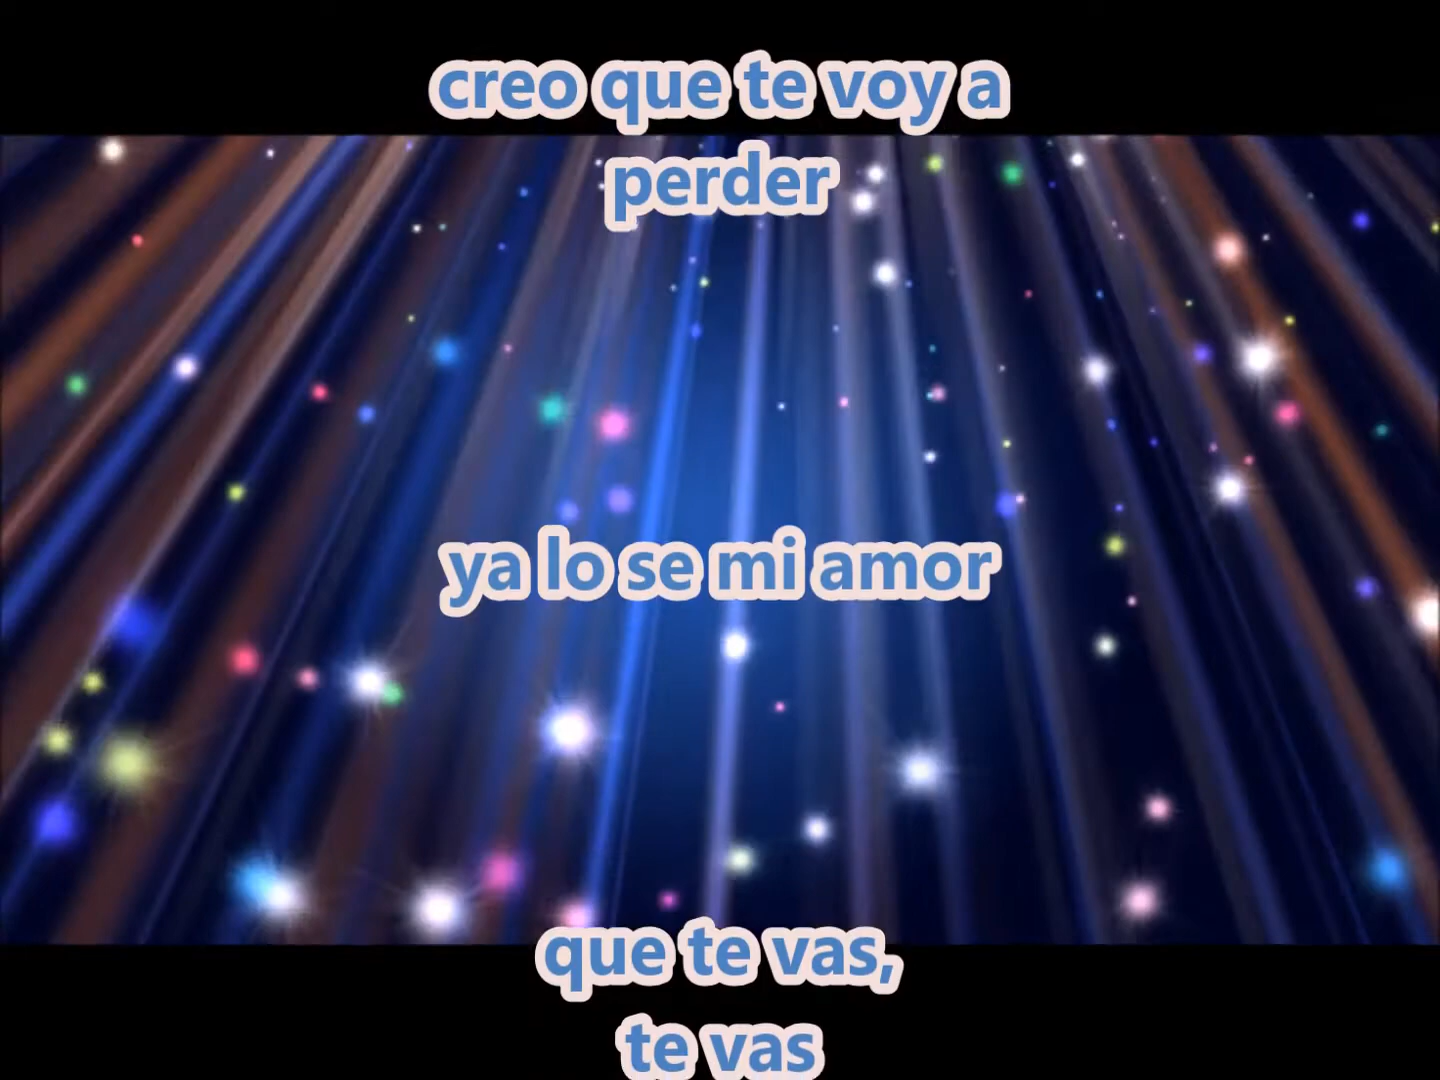 creo que te voy a
perder
ya lo se mi amor
que te vas,
te vas